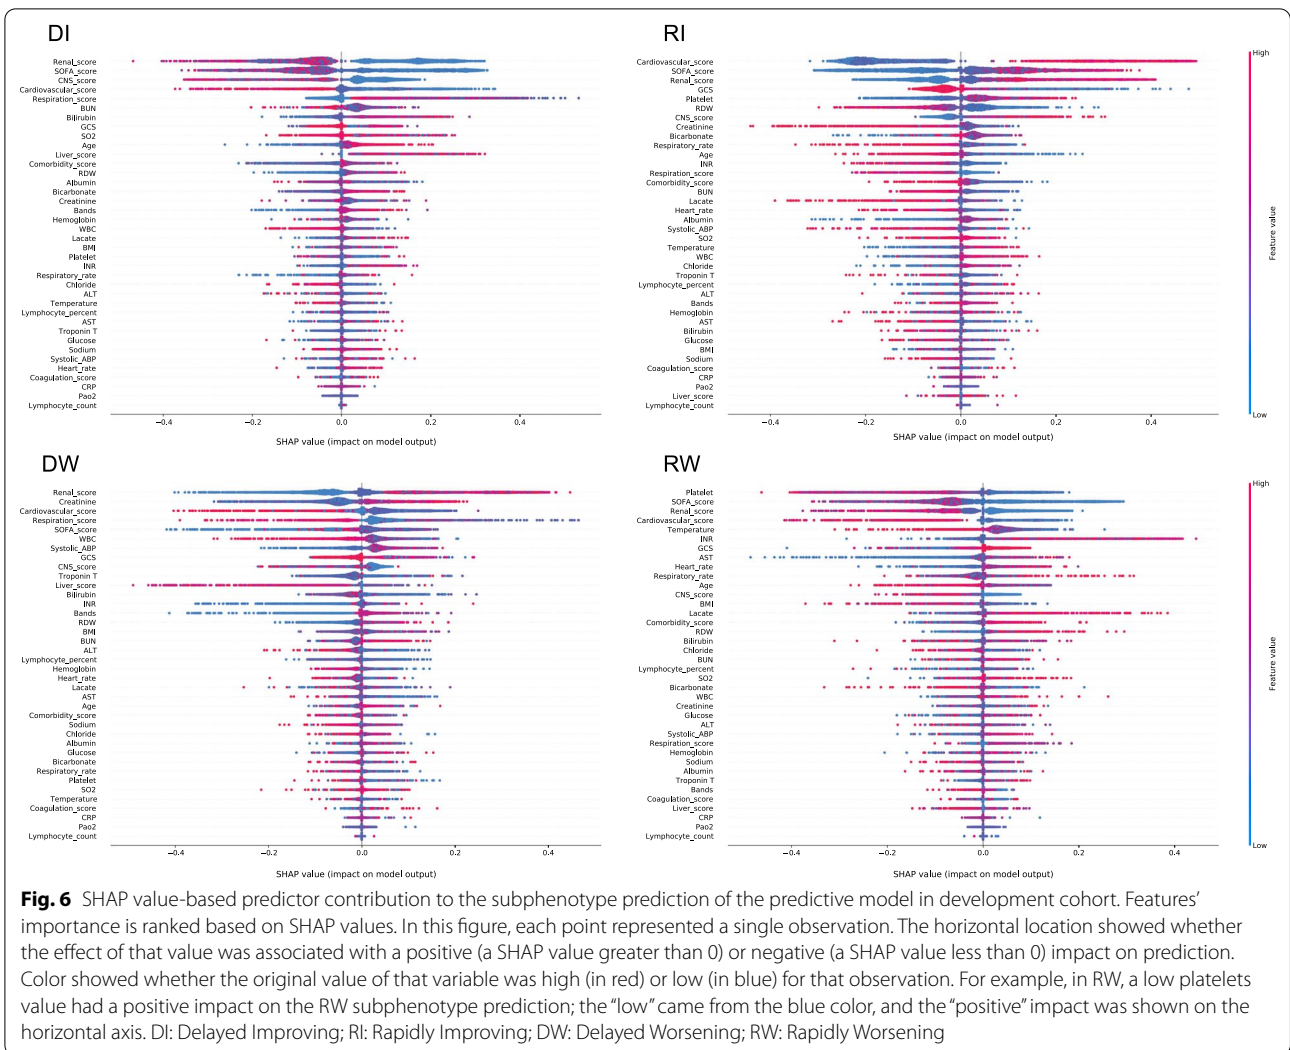 DI
Renal_score
SOFA_score
CNS_score
Cardiovascular_score
Respiration_score
BUN
Bilirubin
GCS
SO2
Age
Liver_score
Comorbidity_score
RDW
Albumin
Bicarbonate
Creatinine
Bands
Hemoglobin
WBC
Lacate
BMI
Platelet
INR
Respiratory_rate
Chloride
ALT
Temperature
Lymphocyte_percent
AST
Troponin T
Glucose
Sodium
Systolic_ABP
Heart_rate
Coagulation_score
CRP
Pao2
Lymphocyte_count
−0.4 −0.2 0.0 0.2 0.4
SHAP value (impact on model output)
RI
Cardiovascular_score
SOFA_score
Renal_score
GCS
Platelet
RDW
CNS_score
Creatinine
Bicarbonate
Respiratory_rate
Age
INR
Respiration_score
Comorbidity_score
BUN
Lacate
Heart_rate
Albumin
Systolic_ABP
SO2
Temperature
WBC
Chloride
Troponin T
Lymphocyte_percent
ALT
Bands
Hemoglobin
AST
Bilirubin
Glucose
BMI
Sodium
Coagulation_score
CRP
Pao2
Liver_score
Lymphocyte_count
−0.4 −0.2 0.0 0.2 0.4
SHAP value (impact on model output)
High
Feature value
Low
DW
Renal_score
Creatinine
Cardiovascular_score
Respiration_score
SOFA_score
WBC
Systolic_ABP
GCS
CNS_score
Troponin T
Liver_score
Bilirubin
INR
Bands
RDW
BMI
BUN
ALT
Lymphocyte_percent
Hemoglobin
Heart_rate
Lacate
AST
Age
Comorbidity_score
Sodium
Chloride
Albumin
Glucose
Bicarbonate
Respiratory_rate
Platelet
SO2
Temperature
Coagulation_score
CRP
Pao2
Lymphocyte_count
−0.4 −0.2 0.0 0.2 0.4
SHAP value (impact on model output)
RW
Platelet
SOFA_score
Renal_score
Cardiovascular_score
Temperature
INR
GCS
AST
Heart_rate
Respiratory_rate
Age
CNS_score
BMI
Lacate
Comorbidity_score
RDW
Bilirubin
Chloride
BUN
Lymphocyte_percent
SO2
Bicarbonate
WBC
Creatinine
Glucose
ALT
Systolic_ABP
Respiration_score
Hemoglobin
Sodium
Albumin
Troponin T
Bands
Coagulation_score
Liver_score
CRP
Pao2
Lymphocyte_count
−0.4 −0.2 0.0 0.2 0.4
SHAP value (impact on model output)
High
Feature value
Low
Fig. 6 SHAP value-based predictor contribution to the subphenotype prediction of the predictive model in development cohort. Features’
importance is ranked based on SHAP values. In this figure, each point represented a single observation. The horizontal location showed whether
the effect of that value was associated with a positive (a SHAP value greater than 0) or negative (a SHAP value less than 0) impact on prediction.
Color showed whether the original value of that variable was high (in red) or low (in blue) for that observation. For example, in RW, a low platelets
value had a positive impact on the RW subphenotype prediction; the “low” came from the blue color, and the “positive” impact was shown on the
horizontal axis. DI: Delayed Improving; RI: Rapidly Improving; DW: Delayed Worsening; RW: Rapidly Worsening